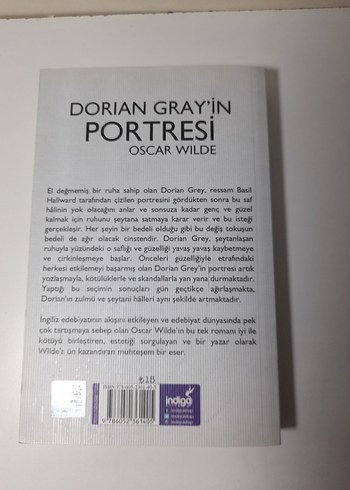 DORIAN GRAY'İN
PORTRESİ
OSCAR WILDE
El değmemiş bir ruha sahip olan Dorian Grey, ressam Basil
Hallward tarafından çizilen portresini gördükten sonra bu saf
hâlinin yok olacağını anlar ve sonsuza kadar genç ve güzel
kalmak için ruhunu şeytana satmaya karar verir ve bu isteği
gerçekleşir. Her şeyin bir bedeli olduğu gibi bu değiş tokuşun
bedeli de ağır olacak cinstendir. Dorian Grey, şeytanlaşan
ruhuyla yüzündeki o saflığı ve güzelliği yavaş yavaş kaybetmeye
ve çirkinleşmeye başlar. Önceleri güzelliğiyle etrafındaki
herkesi etkilemeyi başarmış olan Dorian Grey'in portresi artık
yozlaşmayla, kötülüklerle ve skandallarla yan yana durmaktadır.
Yaptığı bu seçimin sonuçları gün geçtikçe ağırlaşmakta,
Dorian'ın zulmü ve şeytani hâlleri aynı şekilde artmaktadır.
İngiliz edebiyatının akışını etkileyen ve edebiyat dünyasında pek
çok tartışmaya sebep olan Oscar Wilde'ın bu tek romanı iyi ile
kötüyü birleştiren, estetiği sorgulayan ve bir yazar olarak
Wilde'a ün kazandıran muhteşem bir eser.
₺15
9786052361405
indigo